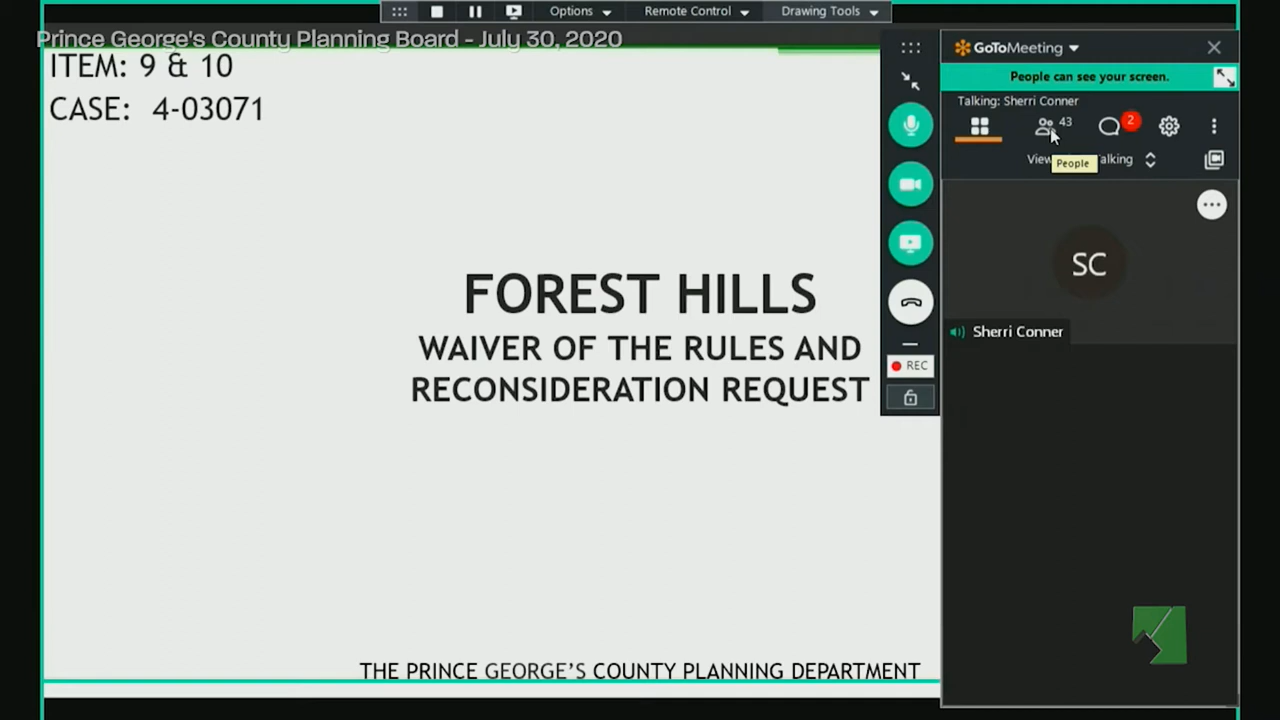 Options
Remote Control
Drawing Tools
Prince George's County Planning Board - July 30, 2020
ITEM: 9 & 10
CASE: 4-03071
FOREST HILLS
WAIVER OF THE RULES AND
RECONSIDERATION REQUEST
THE PRINCE GEORGE'S COUNTY PLANNING DEPARTMENT
REC
GoToMeeting
People can see your screen.
Talking: Sherri Conner
43
2
View
alking
People
SC
Sherri Conner